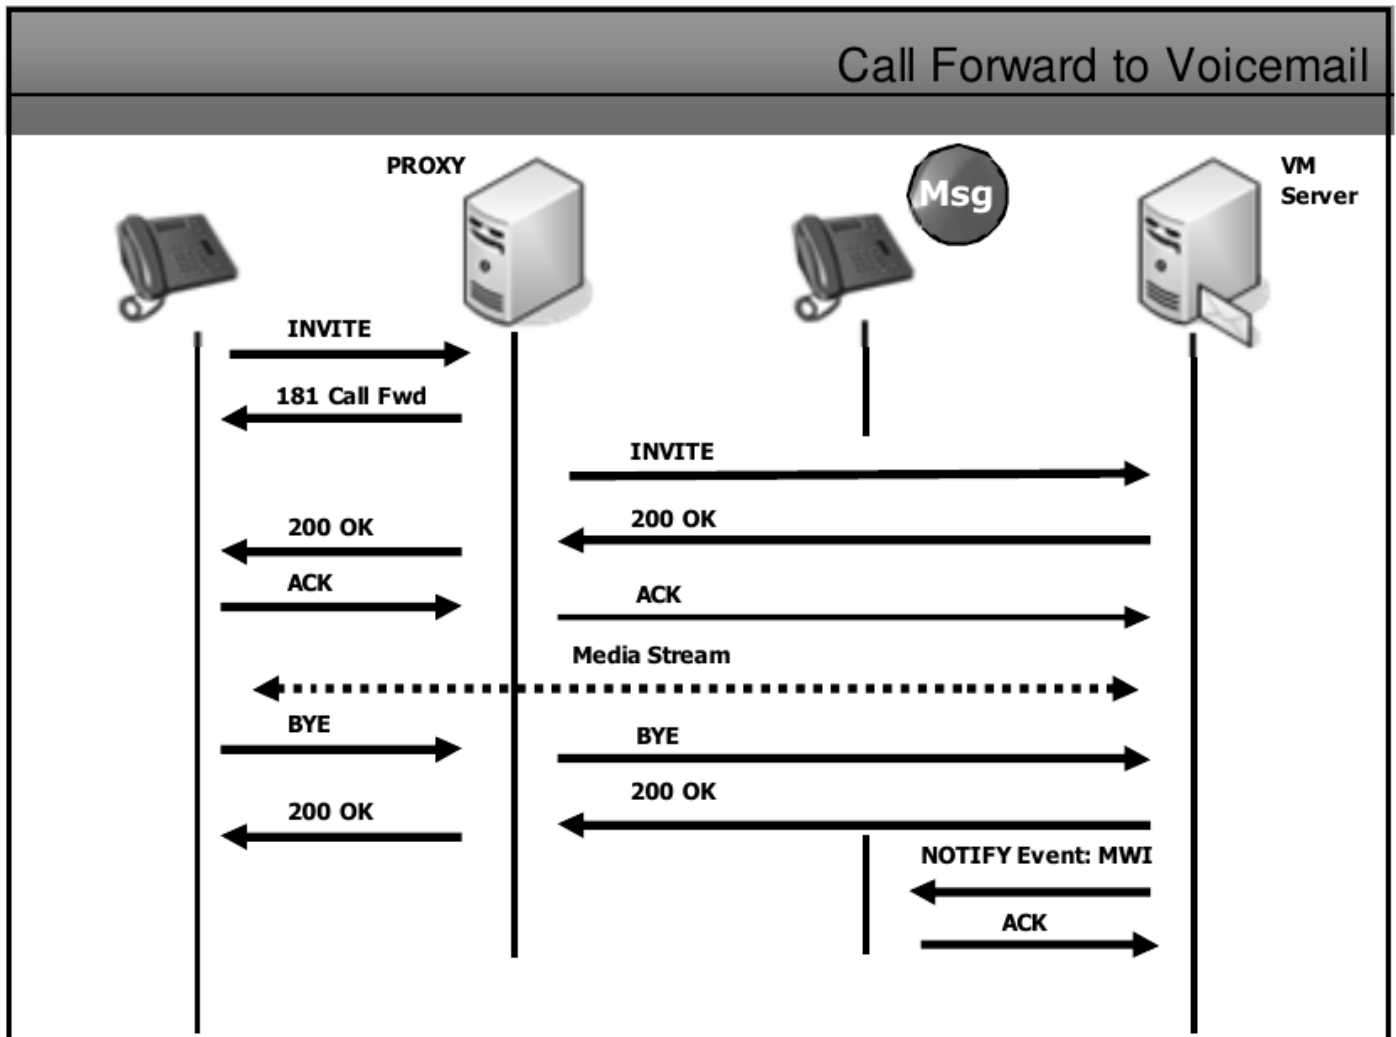 Call Forward to Voicemail
PROXY
Msg
VM
Server
INVITE
181 Call Fwd
INVITE
200 OK
200 OK
ACK
ACK
Media Stream
BYE
BYE
200 OK
200 OK
NOTIFY Event: MWI
ACK